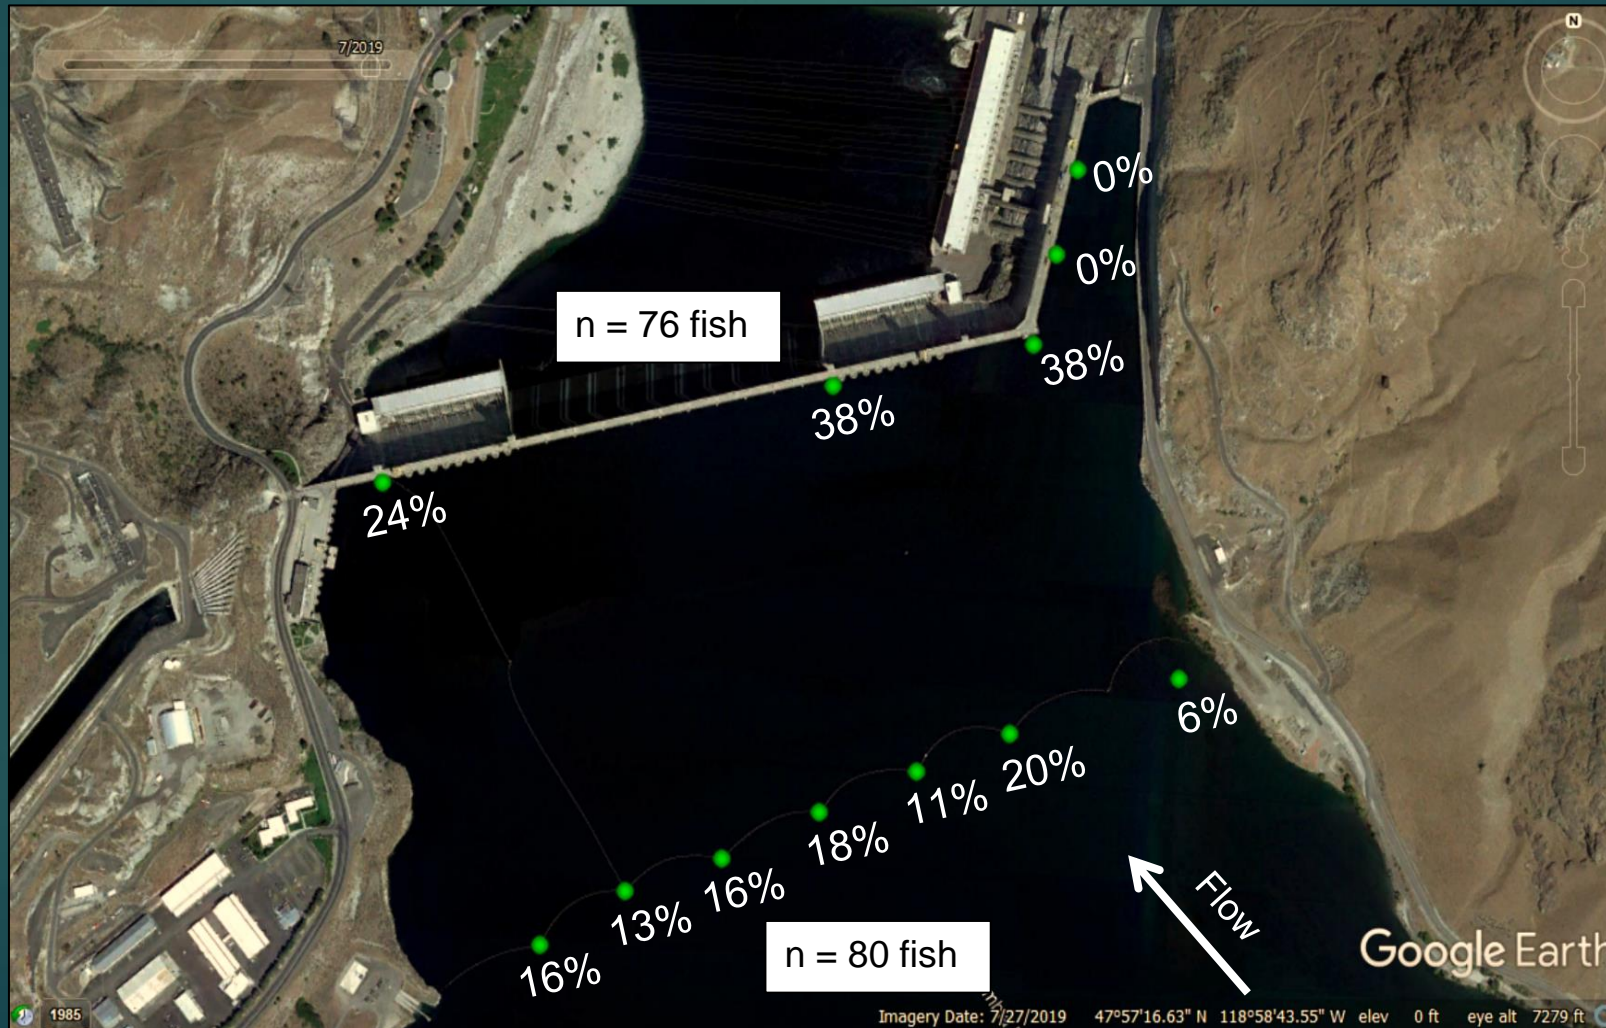 7/2019
N
0%
0%
n = 76 fish
38%
38%
24%
6%
20%
11%
18%
16%
13%
16%
n = 80 fish
Flow
Google Earth
1985
Imagery Date: 7/27/2019 47°57'16.63" N 118°58'43.55" W elev 0 ft eye alt 7279 ft